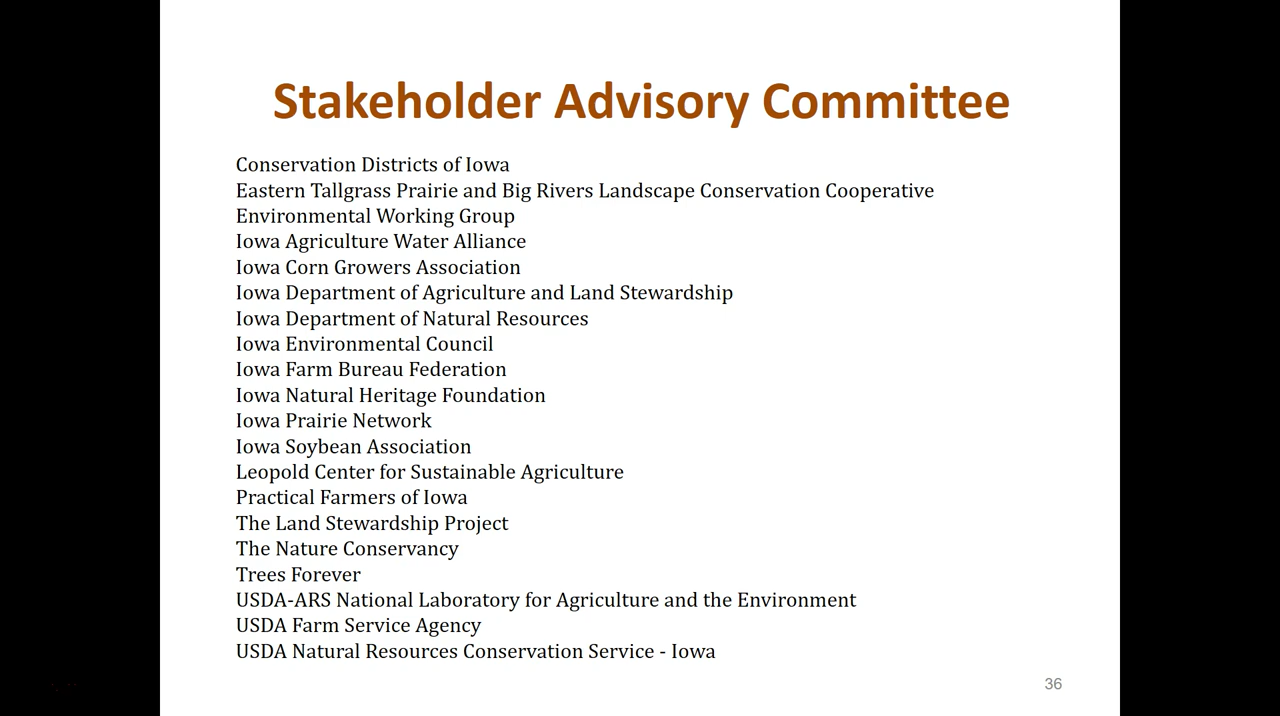 Stakeholder Advisory Committee
Conservation Districts of Iowa
Eastern Tallgrass Prairie and Big Rivers Landscape Conservation Cooperative
Environmental Working Group
Iowa Agriculture Water Alliance
Iowa Corn Growers Association
Iowa Department of Agriculture and Land Stewardship
Iowa Department of Natural Resources
Iowa Environmental Council
Iowa Farm Bureau Federation
Iowa Natural Heritage Foundation
Iowa Prairie Network
Iowa Soybean Association
Leopold Center for Sustainable Agriculture
Practical Farmers of Iowa
The Land Stewardship Project
The Nature Conservancy
Trees Forever
USDA-ARS National Laboratory for Agriculture and the Environment
USDA Farm Service Agency
USDA Natural Resources Conservation Service - Iowa
36